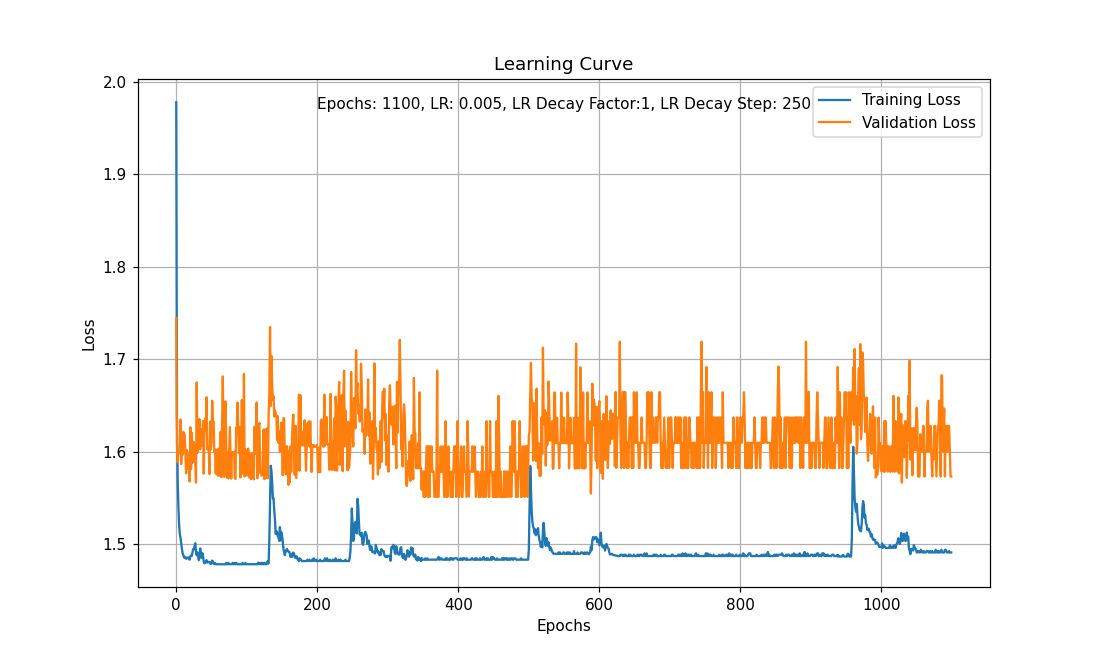 Learning Curve
Epochs: 1100, LR: 0.005, LR Decay Factor:1, LR Decay Step: 250
Training Loss
Validation Loss
2.0
1.9
1.8
1.7
1.6
1.5
Loss
0 200 400 600 800 1000
Epochs